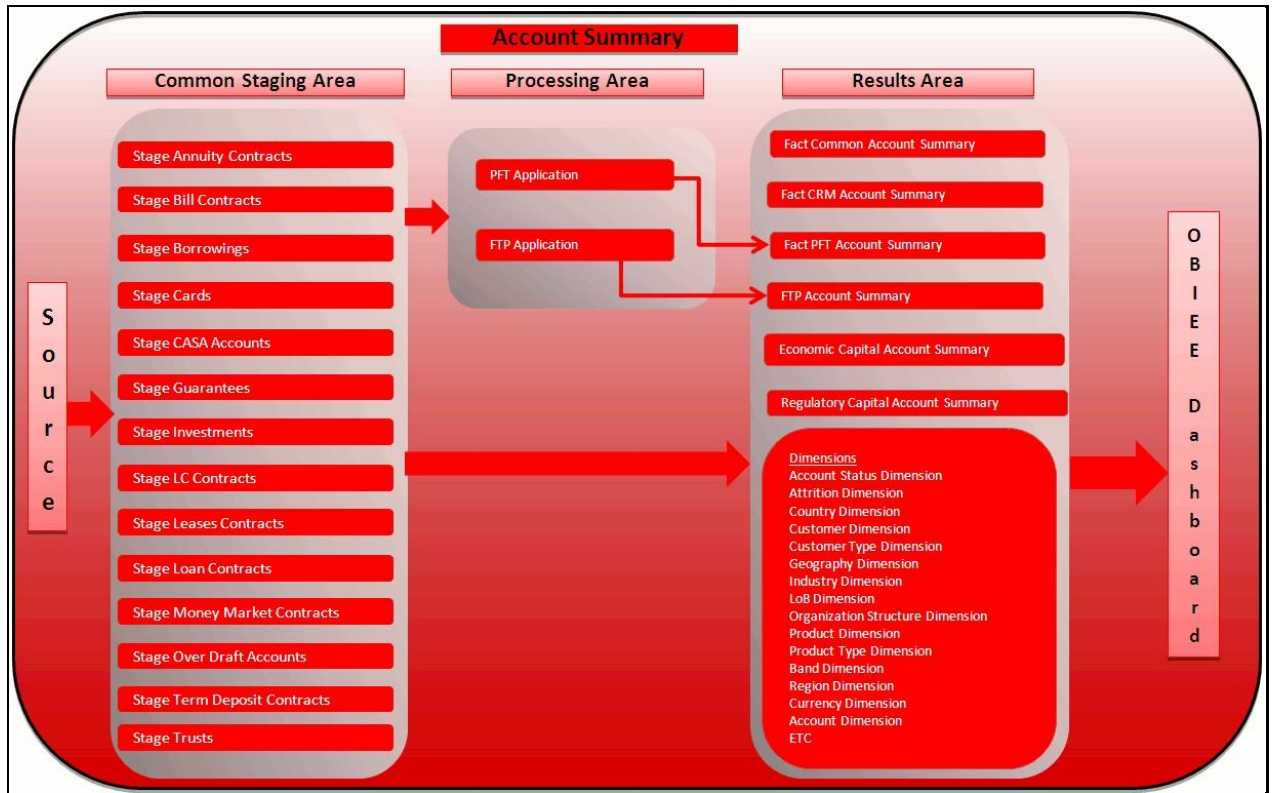 Account Summary
Common Staging Area
Processing Area
Results Area
Source
Stage Annuity Contracts
Stage Bill Contracts
Stage Borrowings
Stage Cards
Stage CASA Accounts
Stage Guarantees
Stage Investments
Stage LC Contracts
Stage Leases Contracts
Stage Loan Contracts
Stage Money Market Contracts
Stage Over Draft Accounts
Stage Term Deposit Contracts
Stage Trusts
PFT Application
FTP Application
Fact Common Account Summary
Fact CRM Account Summary
Fact PFT Account Summary
FTP Account Summary
Economic Capital Account Summary
Regulatory Capital Account Summary
Dimensions
Account Status Dimension
Attrition Dimension
Country Dimension
Customer Dimension
Customer Type Dimension
Geography Dimension
Industry Dimension
LoB Dimension
Organization Structure Dimension
Product Dimension
Product Type Dimension
Band Dimension
Region Dimension
Currency Dimension
Account Dimension
ETC
OBIEE Dashboard